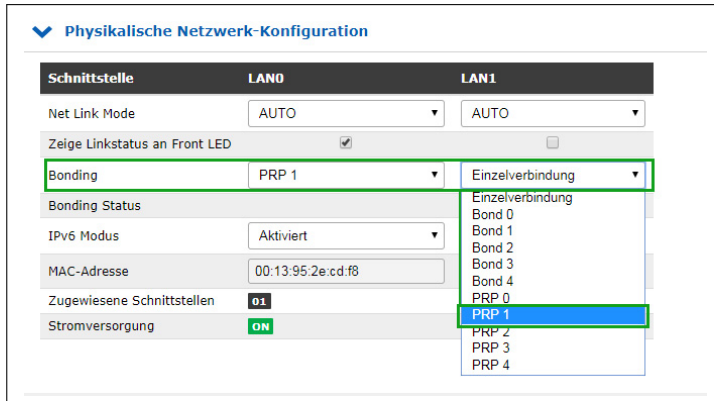 Physikalische Netzwerk-Konfiguration
Schnittstelle LAN0 LAN1
Net Link Mode AUTO AUTO
Zeige Linkstatus an Front LED
Bonding PRP 1 Einzelverbindung
Einzelverbindung
Bonding Status
Bond 0
Bond 1
IPv6 Modus Aktiviert
Bond 2
Bond 3
MAC-Adresse 00:13:95:2e:cd:f8
Bond 4
Zugewiesene Schnittstellen 01
PRP 0
PRP 1
Stromversorgung ON
PRP 2
PRP 3
PRP 4